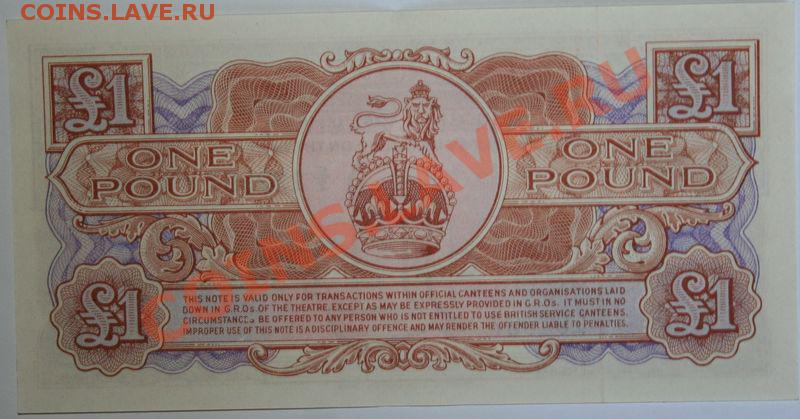 COINS.LAVE.RU
£1 £1
ONE ONE
POUND POUND
COINS.LAVE.RU
£1 £1
THIS NOTE IS VALID ONLY FOR TRANSACTIONS WITHIN OFFICIAL CANTEENS AND ORGANISATIONS LAID
DOWN IN G.R.Os. OF THE THEATRE, EXCEPT AS MAY BE EXPRESSLY PROVIDED IN G.R.Os. IT MUST IN NO
CIRCUMSTANCES BE OFFERED TO ANY PERSON WHO IS NOT ENTITLED TO USE BRITISH SERVICE CANTEENS.
IMPROPER USE OF THIS NOTE IS A DISCIPLINARY OFFENCE AND MAY RENDER THE OFFENDER LIABLE TO PENALTIES.